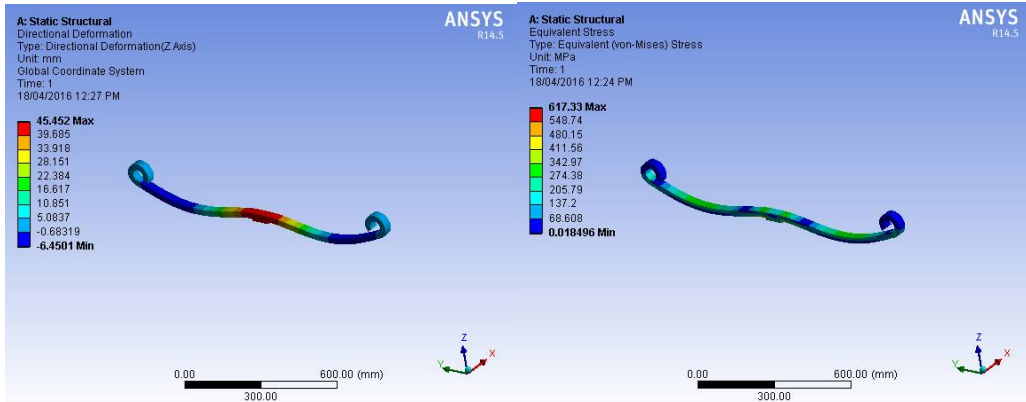 A: Static Structural
Directional Deformation
Type: Directional Deformation(Z Axis)
Unit: mm
Global Coordinate System
Time: 1
18/04/2016 12:27 PM
45.452 Max
39.685
33.918
28.151
22.384
16.617
10.851
5.0837
-0.68319
-6.4501 Min
ANSYS
R14.5
0.00
600.00 (mm)
300.00
Z
Y
X
A: Static Structural
Equivalent Stress
Type: Equivalent (von-Mises) Stress
Unit: MPa
Time: 1
18/04/2016 12:24 PM
617.33 Max
548.74
480.15
411.56
342.97
274.38
205.79
137.2
68.608
0.018496 Min
ANSYS
R14.5
0.00
600.00 (mm)
300.00
Z
Y
X